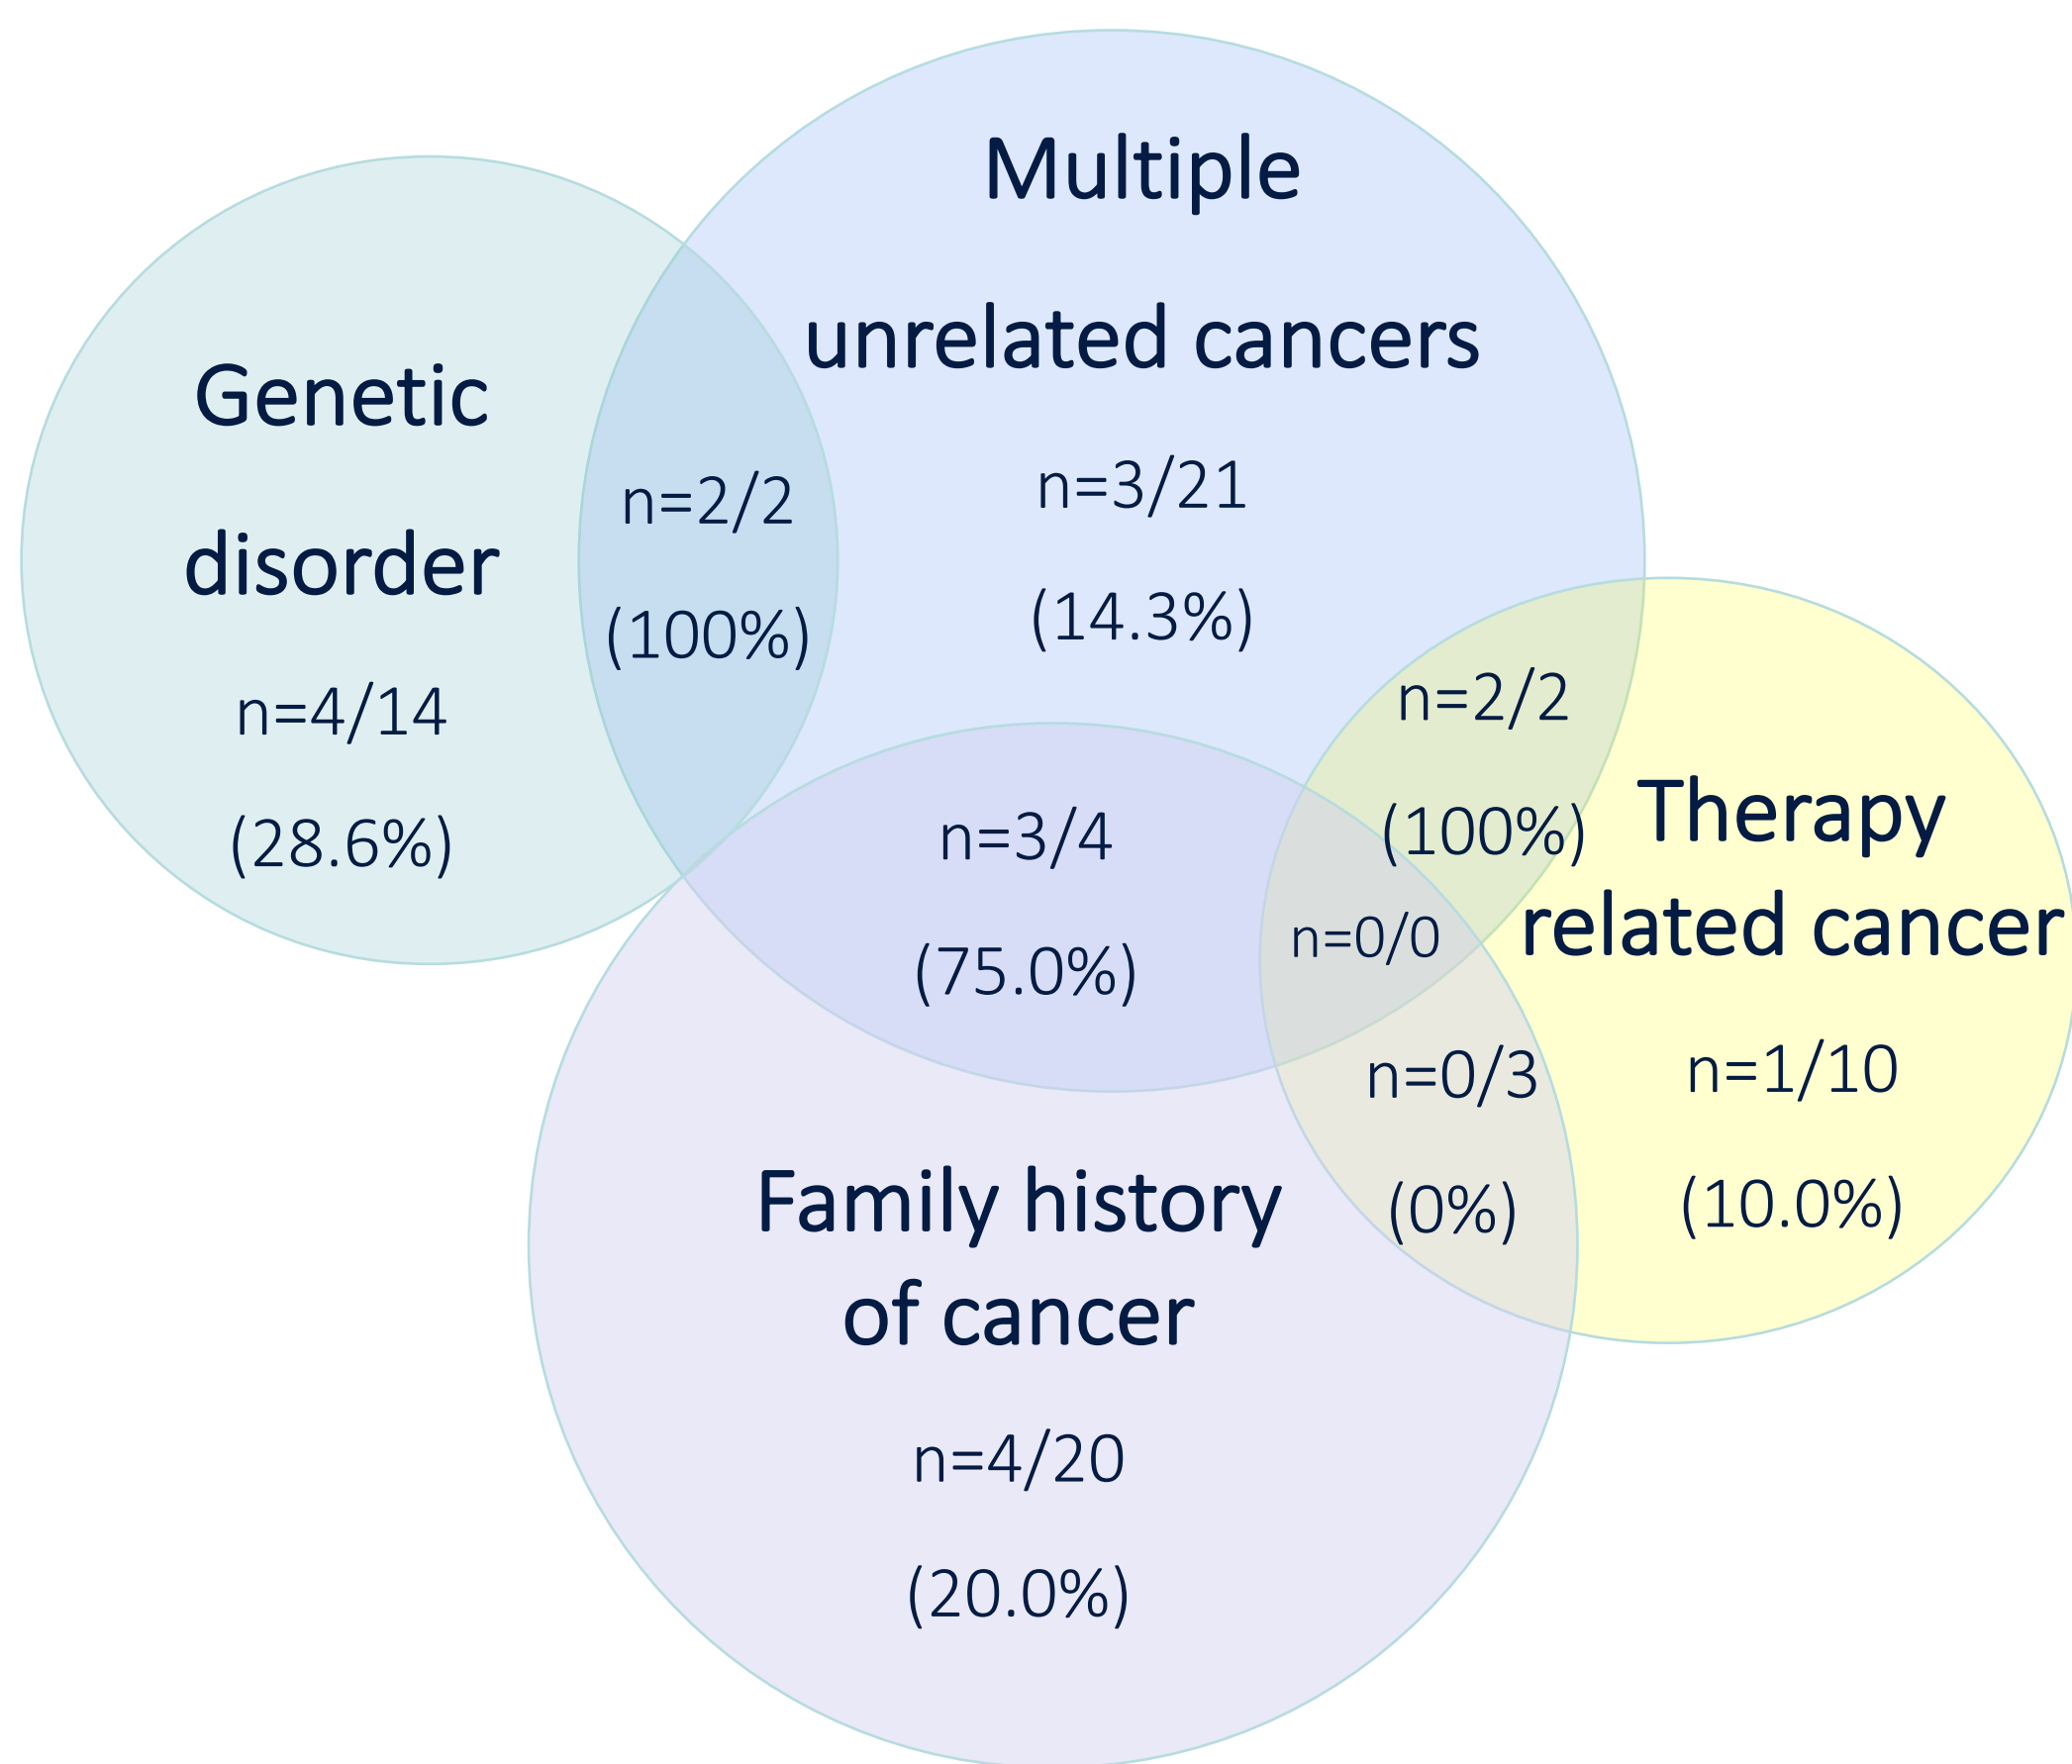 Multiple
unrelated cancers
n=3/21
(14.3%)
Genetic
disorder
n=4/14
(28.6%)
n=2/2
(100%)
n=2/2
(100%)
Therapy
related cancer
n=1/10
(10.0%)
n=3/4
(75.0%)
n=0/0
n=0/3
(0%)
Family history
of cancer
n=4/20
(20.0%)